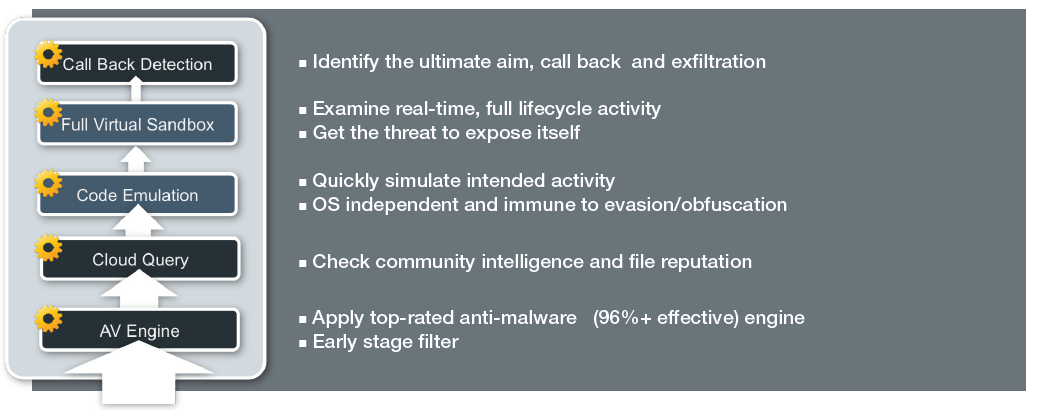 Call Back Detection
▪ Identify the ultimate aim, call back  and exfiltration
Full Virtual Sandbox
▪ Examine real-time, full lifecycle activity
▪ Get the threat to expose itself
Code Emulation
▪ Quickly simulate intended activity
▪ OS independent and immune to evasion/obfuscation
Cloud Query
▪ Check community intelligence and file reputation
AV Engine
▪ Apply top-rated anti-malware   (96%+ effective) engine
▪ Early stage filter